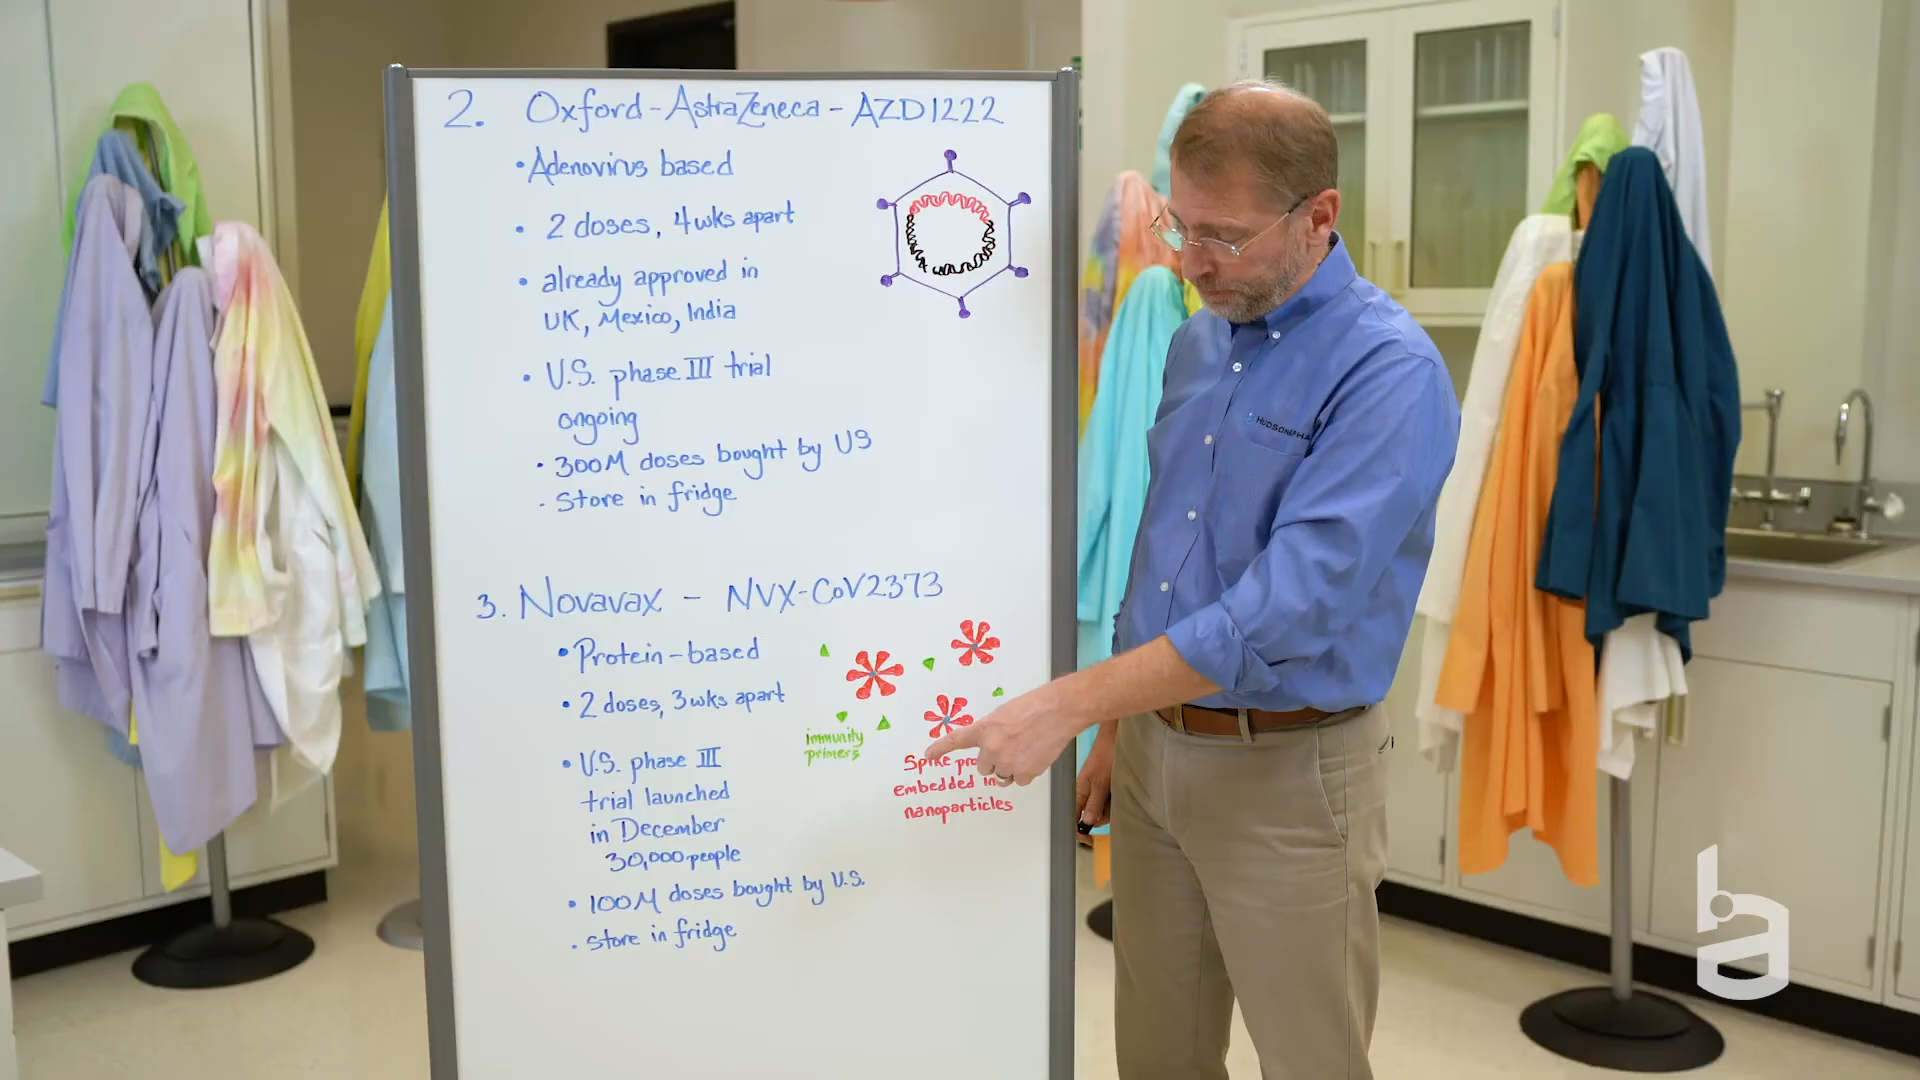 2. Oxford-AstraZeneca-AZD1222
• Adenovirus based
• 2 doses, 4wks apart
• already approved in
UK, Mexico, India
• U.S. phase III trial
ongoing
• 300M doses bought by US
• Store in fridge
3. Novavax - NVX-CoV2373
• Protein-based
• 2 doses, 3wks apart
immunity
primers
Spike
embedded in
nanoparticles
• U.S. phase III
trial launched
in December
30,000 people
• 100M doses bought by U.S.
• store in fridge
ba